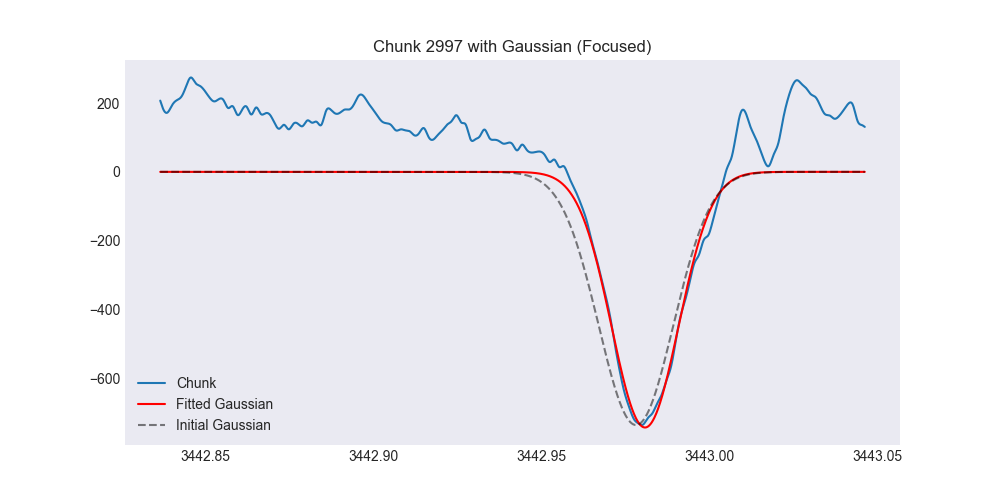 Chunk 2997 with Gaussian (Focused)
200
0
−200
−400
−600
Chunk
Fitted Gaussian
Initial Gaussian
3442.85 3442.90 3442.95 3443.00 3443.05